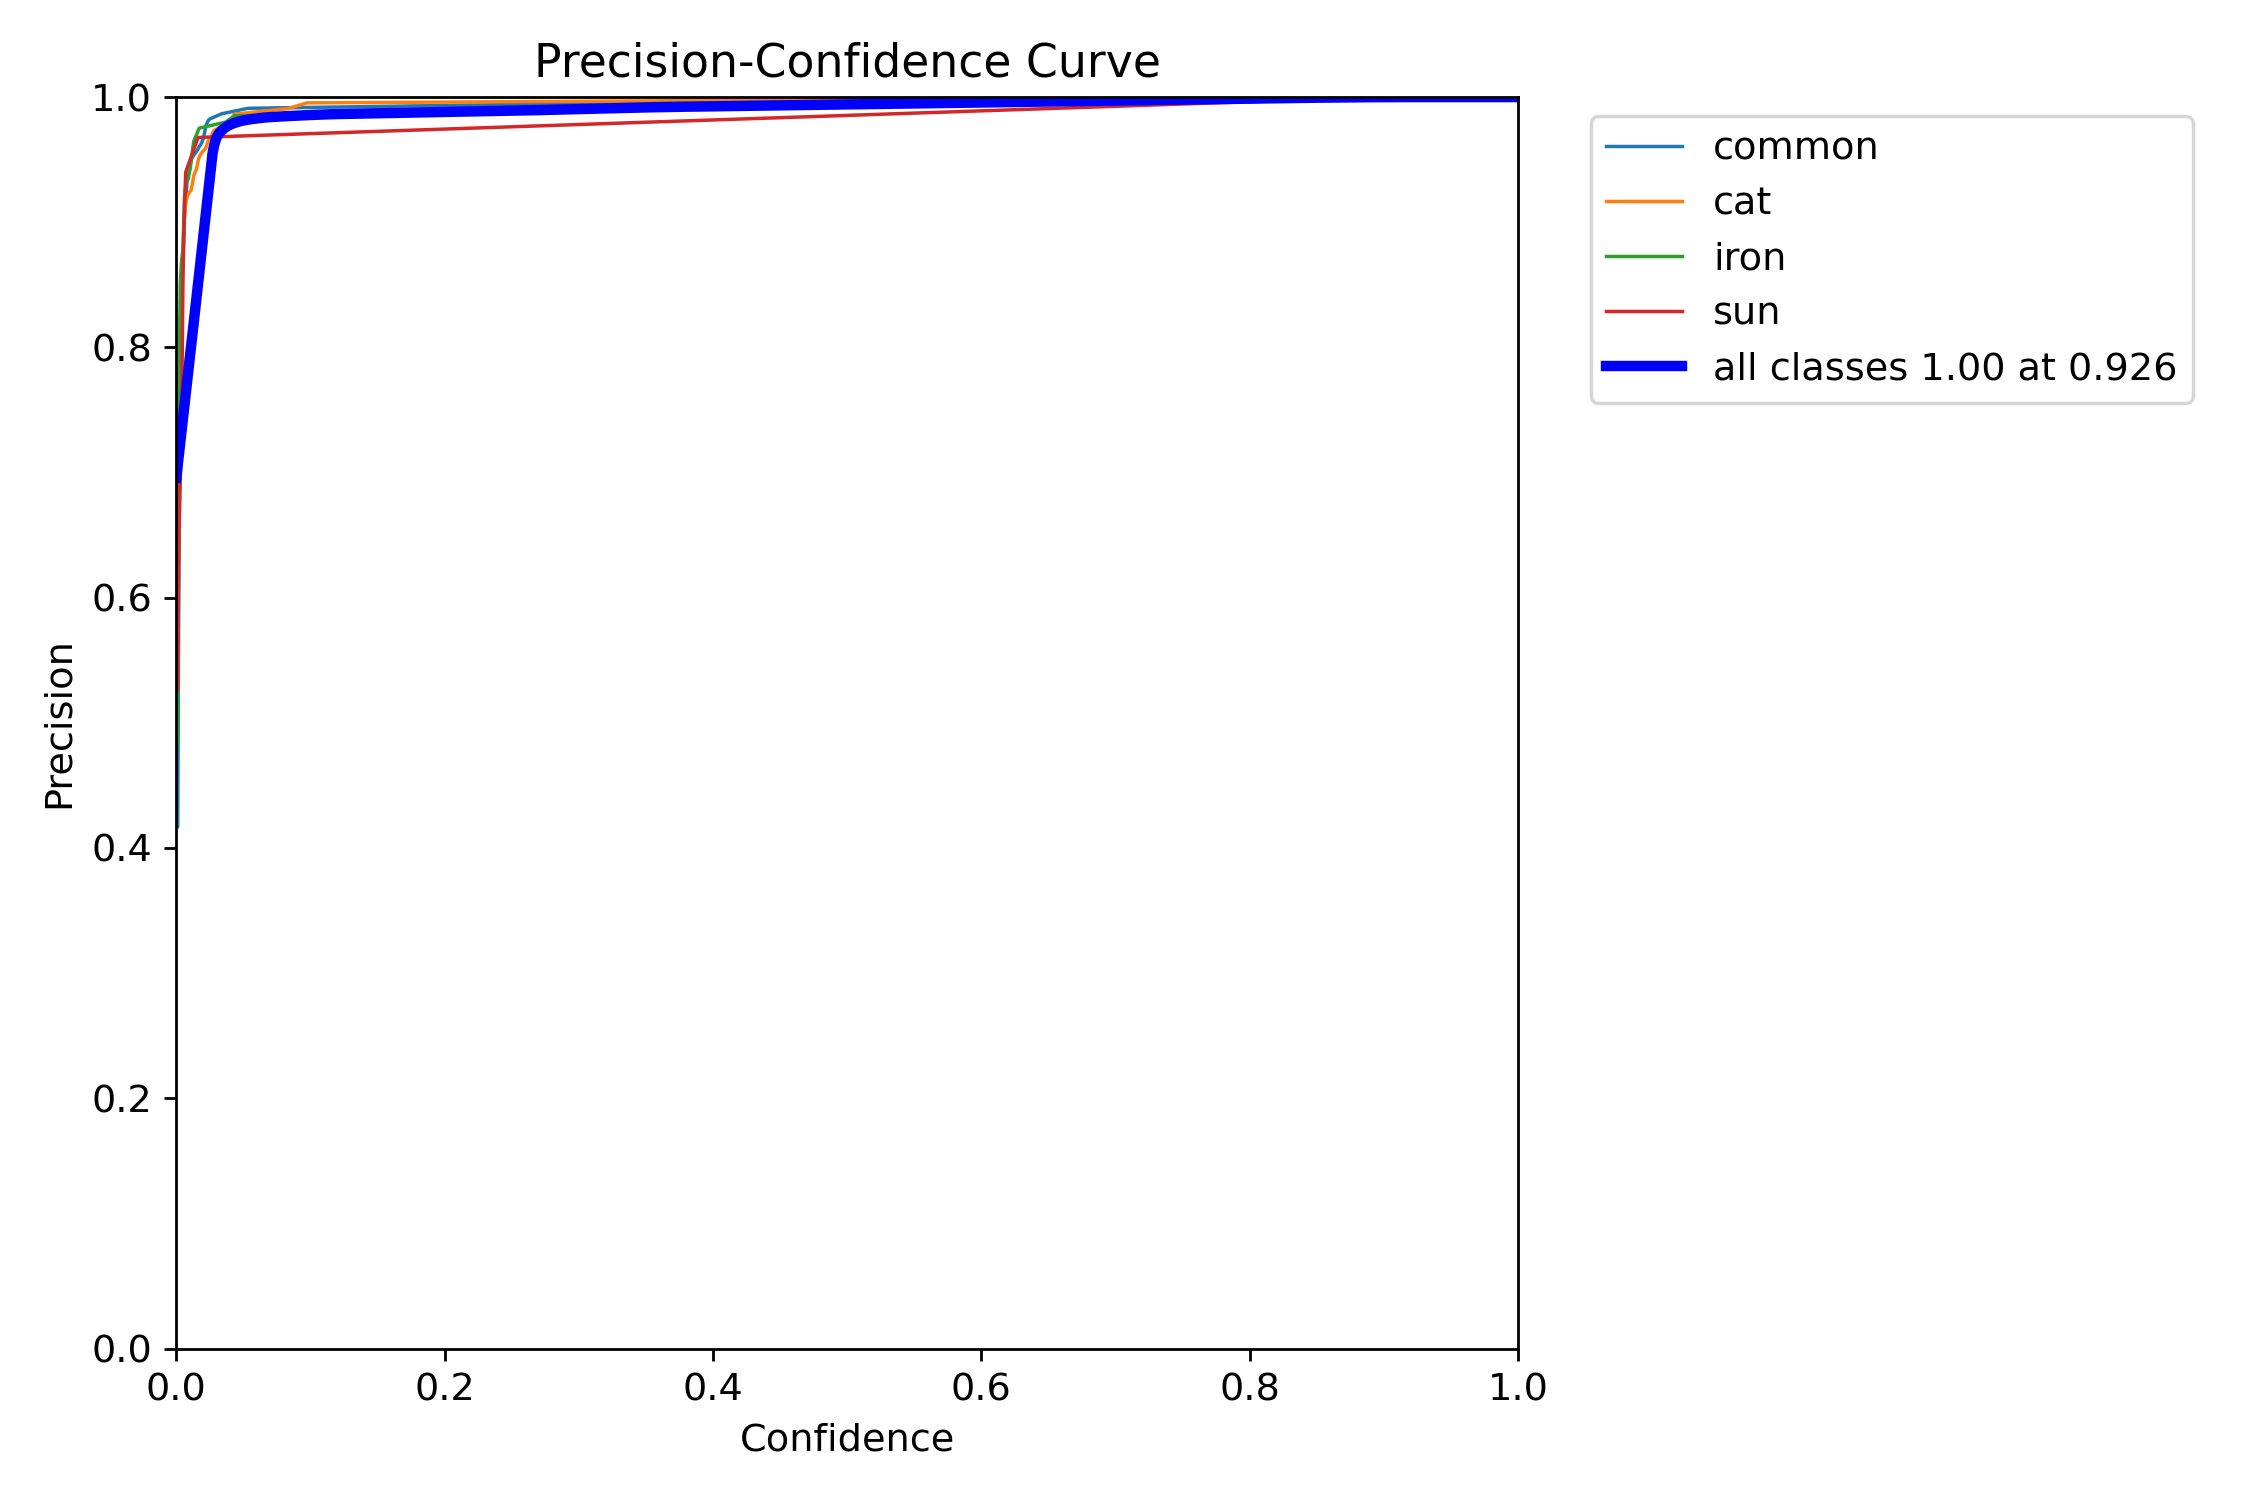 Precision-Confidence Curve
1.0
0.8
0.6
0.4
0.2
0.0
Precision
0.0 0.2 0.4 0.6 0.8 1.0
Confidence
common
cat
iron
sun
all classes 1.00 at 0.926